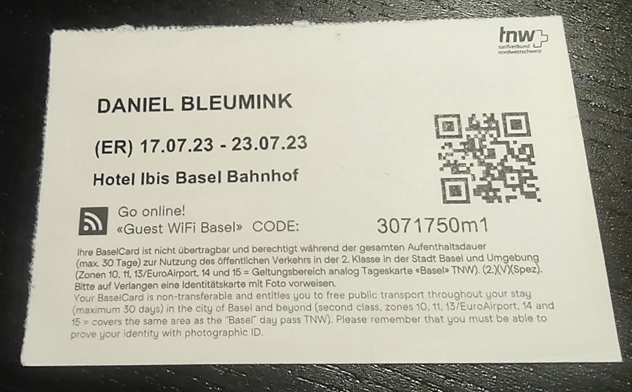 tnw
tarifverbund
nordwestschweiz
DANIEL BLEUMINK
(ER) 17.07.23 - 23.07.23
Hotel Ibis Basel Bahnhof
Go online!
«Guest WiFi Basel» CODE: 3071750m1
Ihre BaselCard ist nicht übertragbar und berechtigt während der gesamten Aufenthaltsdauer
(max. 30 Tage) zur Nutzung des öffentlichen Verkehrs in der 2. Klasse in der Stadt Basel und Umgebung
(Zonen 10, 11, 13/EuroAirport, 14 und 15 = Geltungsbereich analog Tageskarte «Basel» TNW). (2.)(V)(Spez).
Bitte auf Verlangen eine Identitätskarte mit Foto vorweisen.
Your BaselCard is non-transferable and entitles you to free public transport throughout your stay
(maximum 30 days) in the city of Basel and beyond (second class, zones 10, 11, 13/EuroAirport, 14 and
15 = covers the same area as the "Basel" day pass TNW). Please remember that you must be able to
prove your identity with photographic ID.